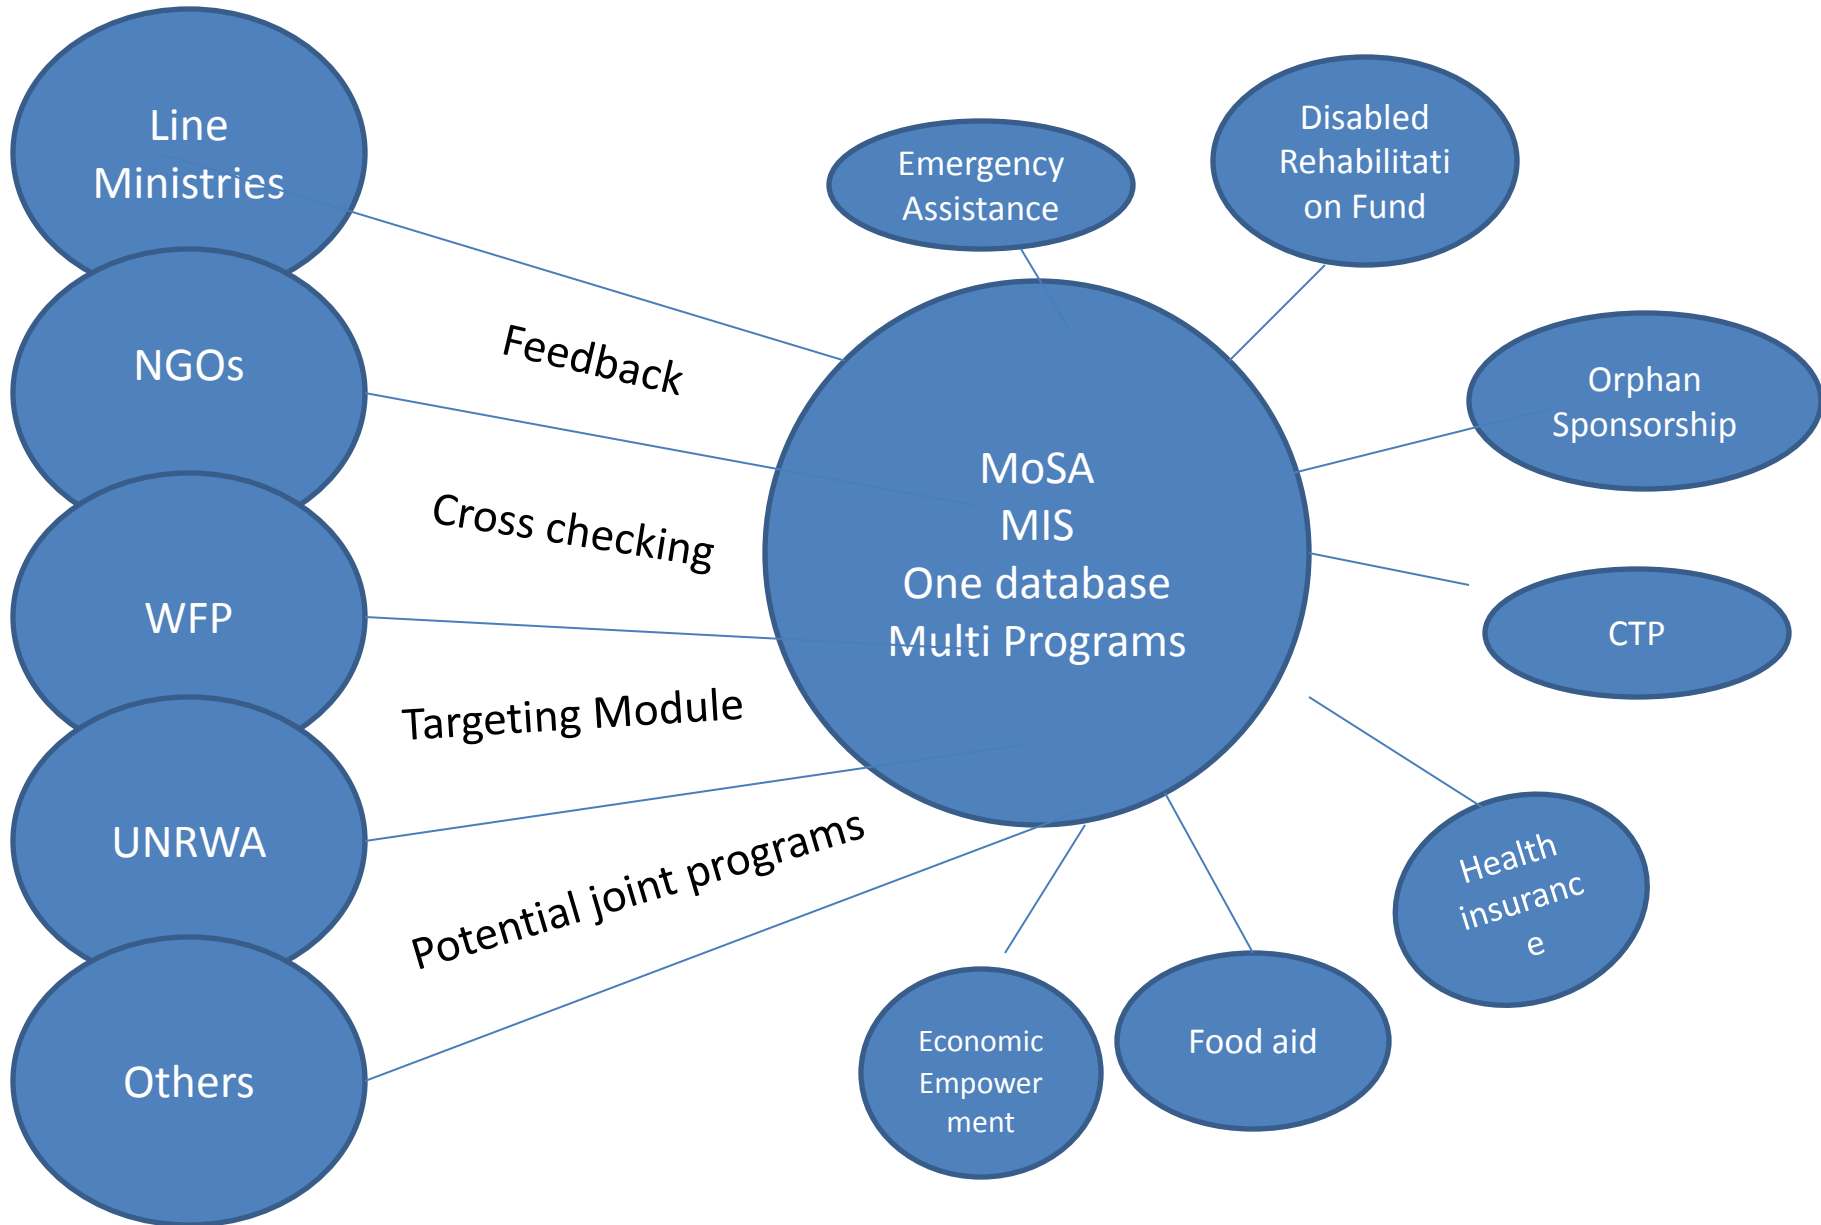 Line
Ministries
NGOs
WFP
UNRWA
Others
Feedback
Cross checking
Targeting Module
Potential joint programs
MoSA
MIS
One database
Multi Programs
Emergency
Assistance
Disabled
Rehabilitati
on Fund
Orphan
Sponsorship
CTP
Health
insuranc
e
Food aid
Economic
Empower
ment